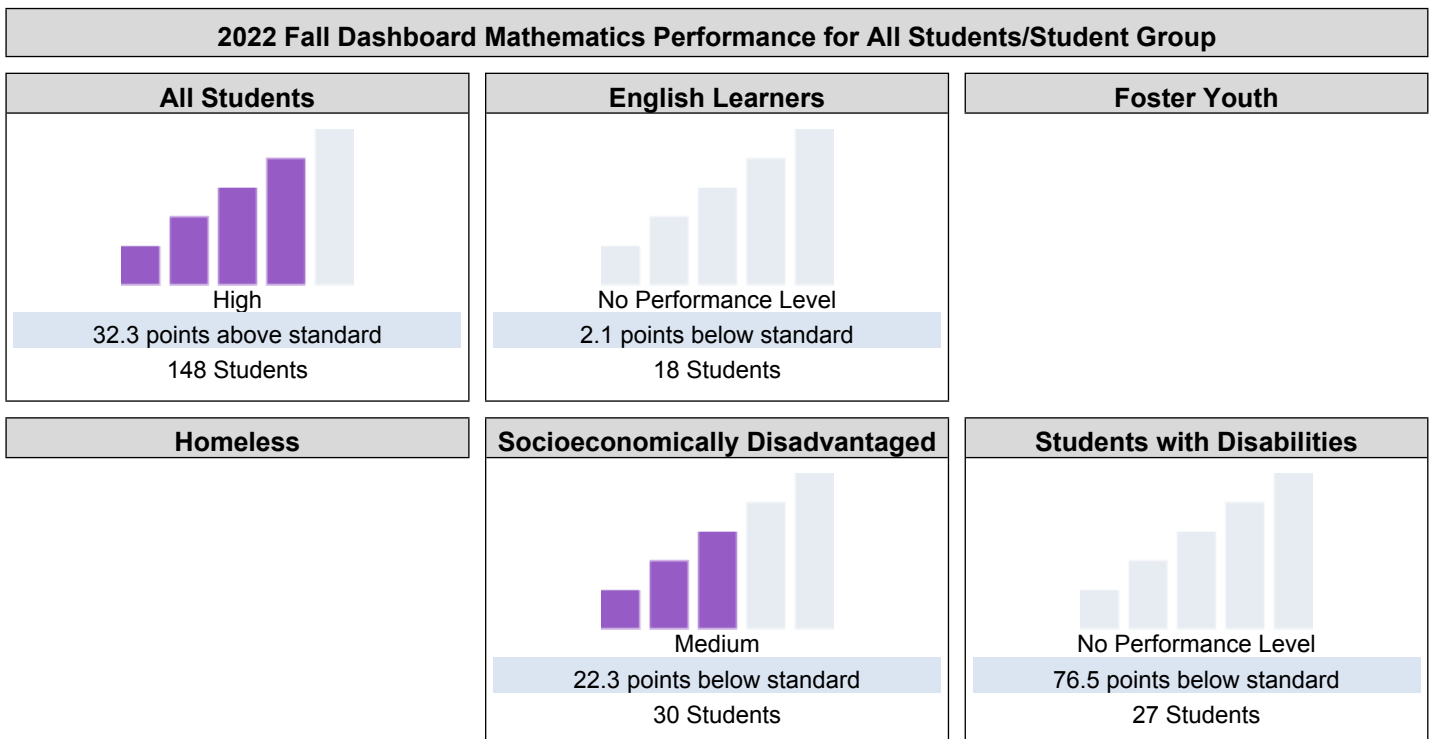 2022 Fall Dashboard Mathematics Performance for All Students/Student Group
All Students
High
32.3 points above standard
148 Students
English Learners
No Performance Level
2.1 points below standard
18 Students
Foster Youth
Homeless
Socioeconomically Disadvantaged
Medium
22.3 points below standard
30 Students
Students with Disabilities
No Performance Level
76.5 points below standard
27 Students